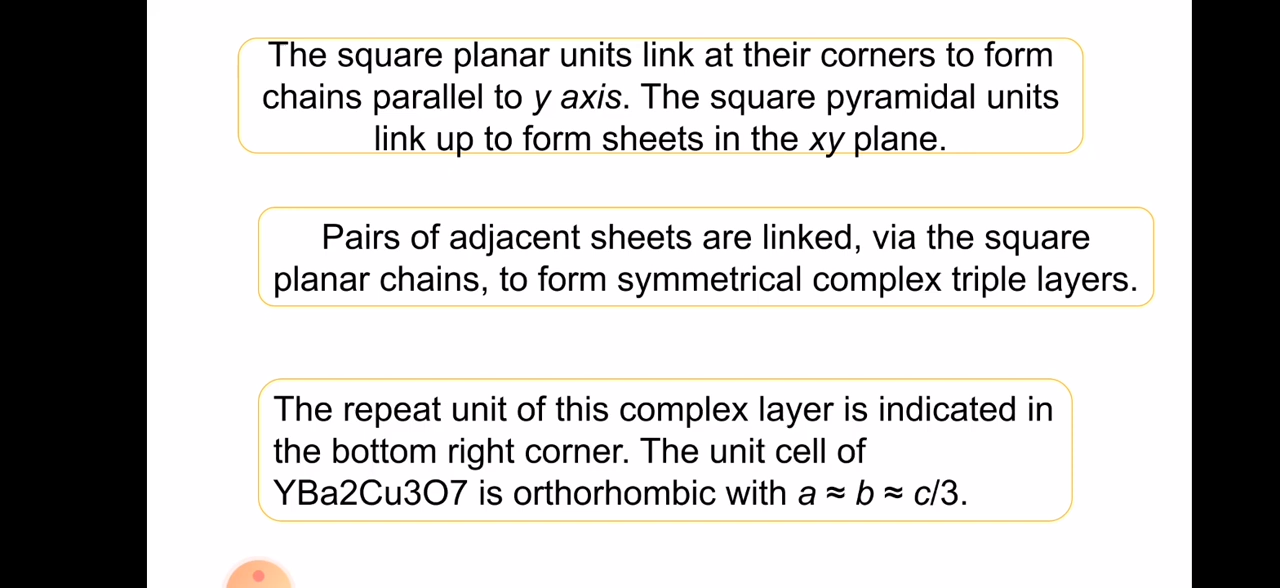 The square planar units link at their corners to form
chains parallel to y axis. The square pyramidal units
link up to form sheets in the xy plane.
Pairs of adjacent sheets are linked, via the square
planar chains, to form symmetrical complex triple layers.
The repeat unit of this complex layer is indicated in
the bottom right corner. The unit cell of
YBa2Cu3O7 is orthorhombic with a ≈ b ≈ c/3.